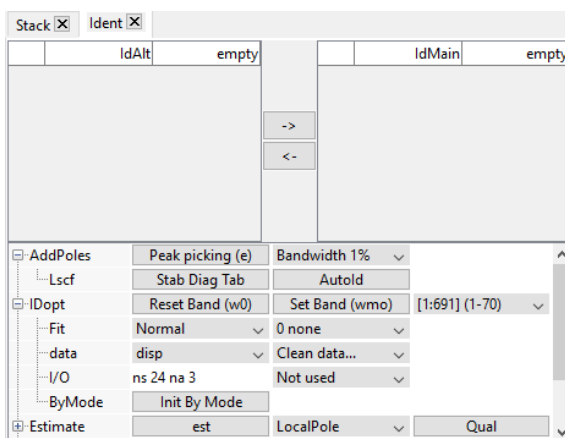 Stack Ident
IdAlt empty IdMain empty
->
<-
AddPoles Peak picking (e) Bandwidth 1%
Lscf Stab Diag Tab AutoId
IDopt Reset Band (w0) Set Band (wmo) [1:691] (1-70)
Fit Normal 0 none
data disp Clean data...
I/O ns 24 na 3 Not used
ByMode Init By Mode
Estimate est LocalPole Qual